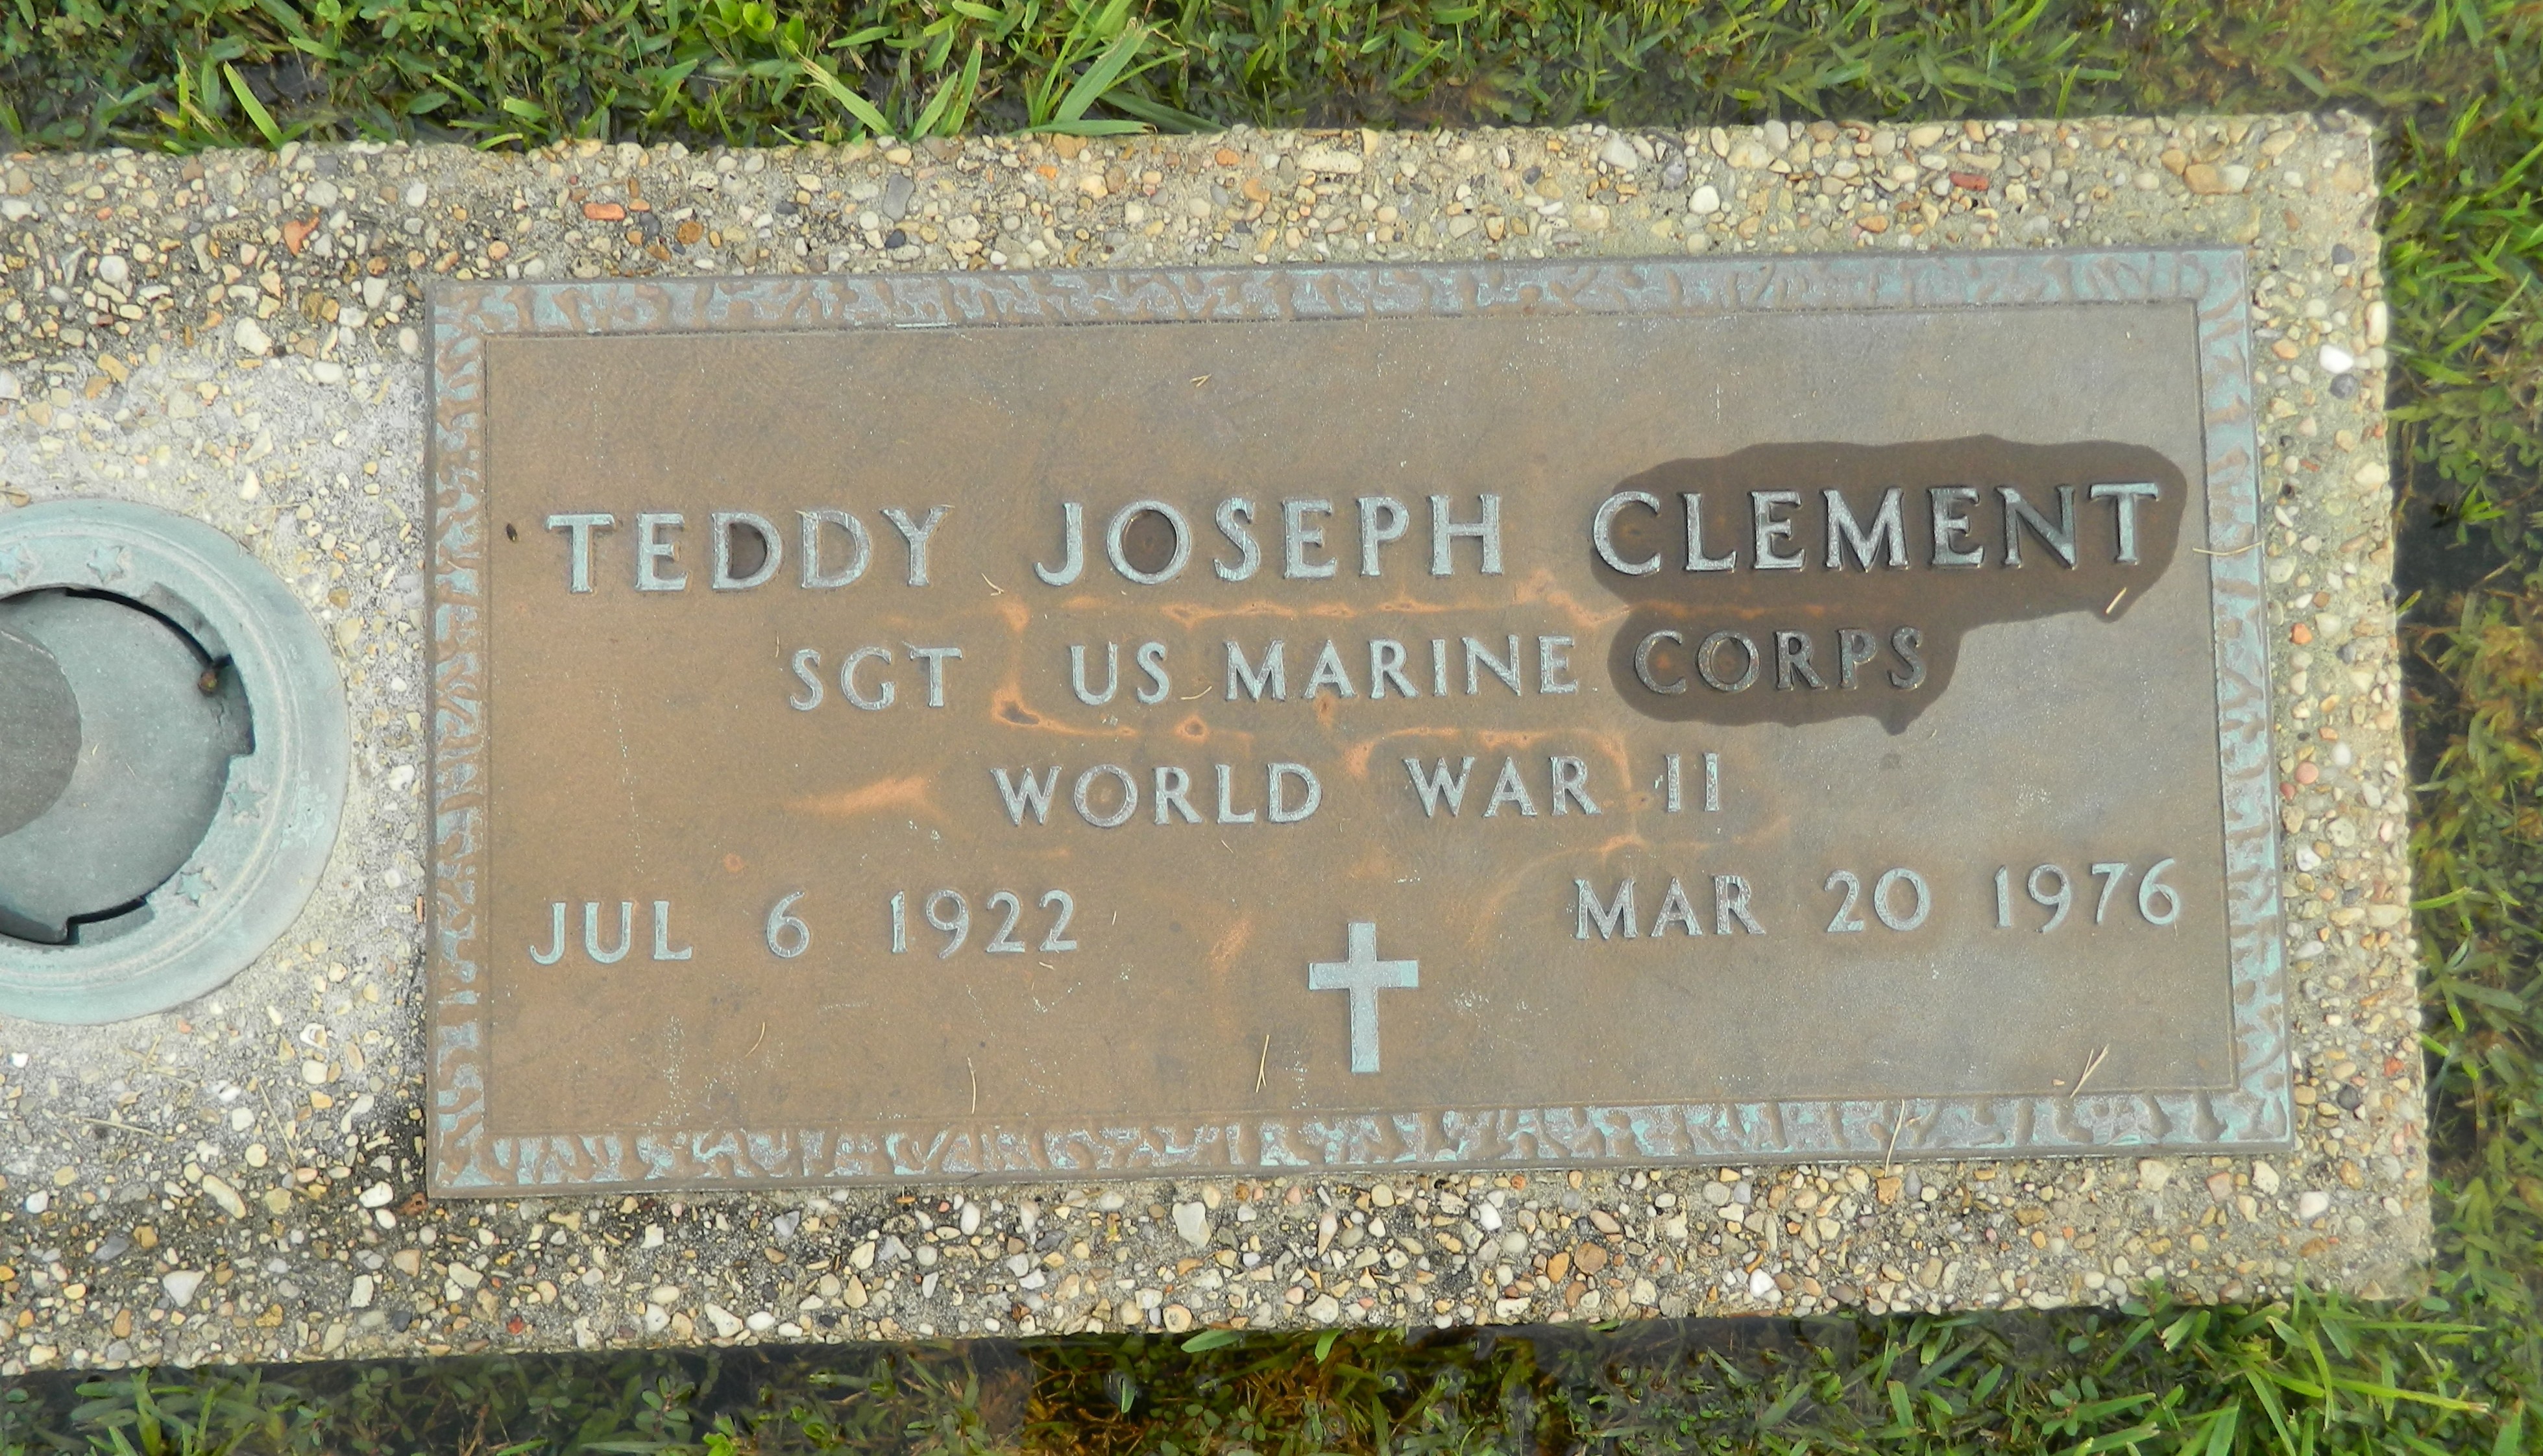 TEDDY JOSEPH CLEMENT
SGT US MARINE CORPS
WORLD WAR II
JUL 6 1922 MAR 20 1976